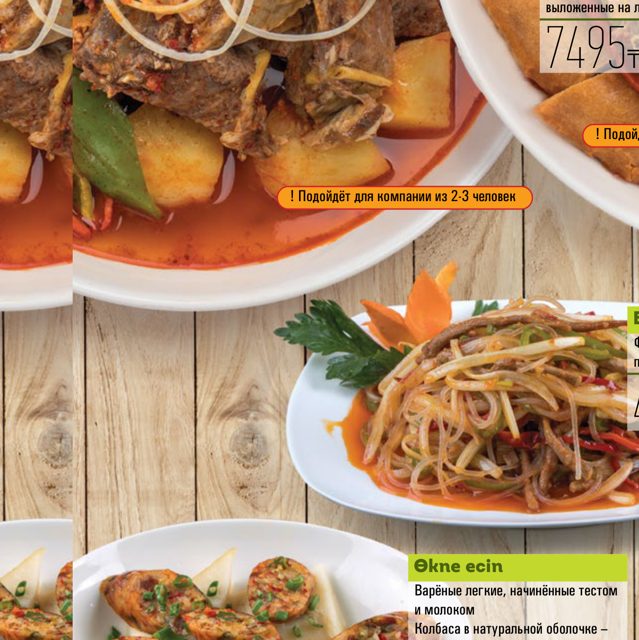 выложенные на л
7495₸
! Подой
! Подойдёт для компании из 2-3 человек
Өkne есіп
Варёные легкие, начинённые тестом
и молоком
Колбаса в натуральной оболочке –